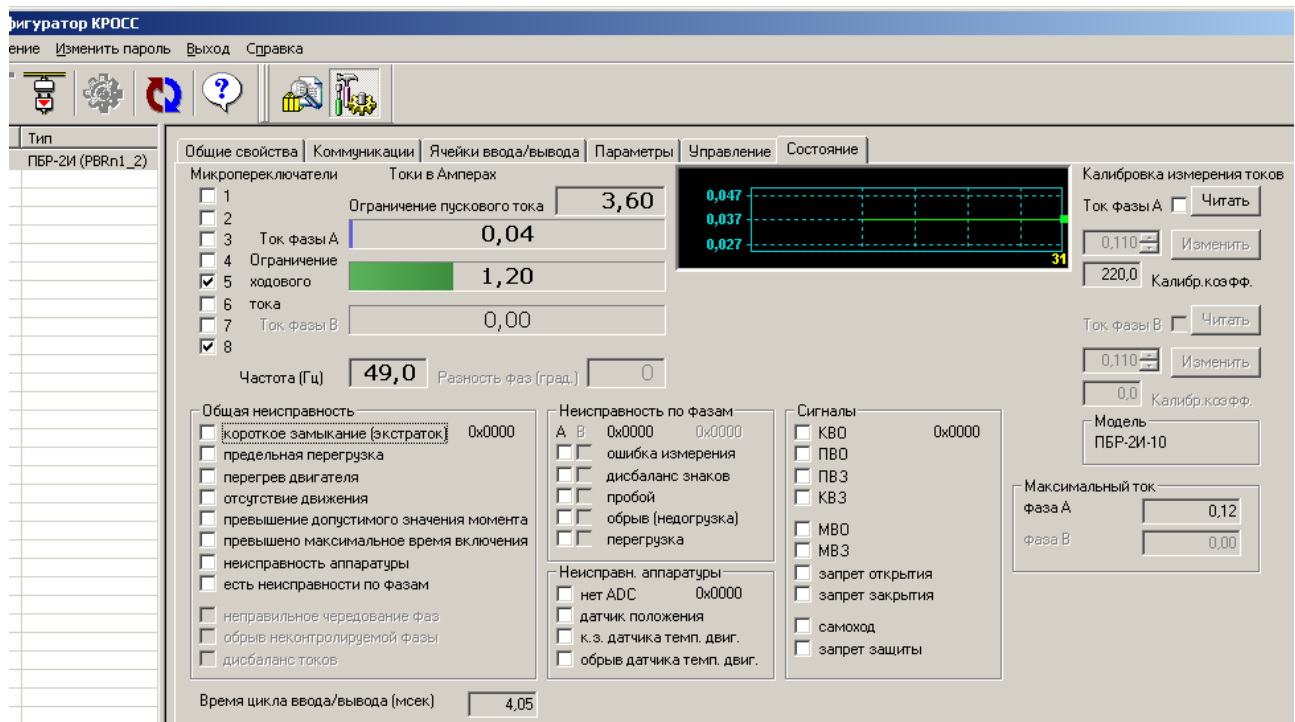 фигуратор КРОСС
ение Изменить пароль Выход Справка
Тип
ПБР-2И (PBRn1_2)
Общие свойства Коммуникации Ячейки ввода/вывода Параметры Управление Состояние
Микропереключатели
1
2
3
4
5
6
7
8
Токи в Амперах
Ограничение пускового тока 3,60
Ток фазы А 0,04
Ограничение
ходового 1,20
тока
Ток фазы В 0,00
Частота (Гц) 49,0 Разность фаз (град.) 0
0,047
0,037
0,027
31
Калибровка измерения токов
Ток фазы А Читать
0,110 Изменить
220,0 Калибр.коэфф.
Ток фазы В Читать
0,110 Изменить
0,0 Калибр.коэфф.
Модель
ПБР-2И-10
Максимальный ток
фаза А 0,12
фаза В 0,00
Общая неисправность
короткое замыкание (экстраток) 0x0000
предельная перегрузка
перегрев двигателя
отсутствие движения
превышение допустимого значения момента
превышено максимальное время включения
неисправность аппаратуры
есть неисправности по фазам
неправильное чередование фаз
обрыв неконтролируемой фазы
дисбаланс токов
Неисправность по фазам
А В 0x0000 0x0000
ошибка измерения
дисбаланс знаков
пробой
обрыв (недогрузка)
перегрузка
Неисправн. аппаратуры
нет ADC 0x0000
датчик положения
к.з. датчика темп. двиг.
обрыв датчика темп. двиг.
Сигналы
КВО 0x0000
ПВО
ПВЗ
КВЗ
МВО
МВЗ
запрет открытия
запрет закрытия
самоход
запрет защиты
Время цикла ввода/вывода (мсек) 4,05